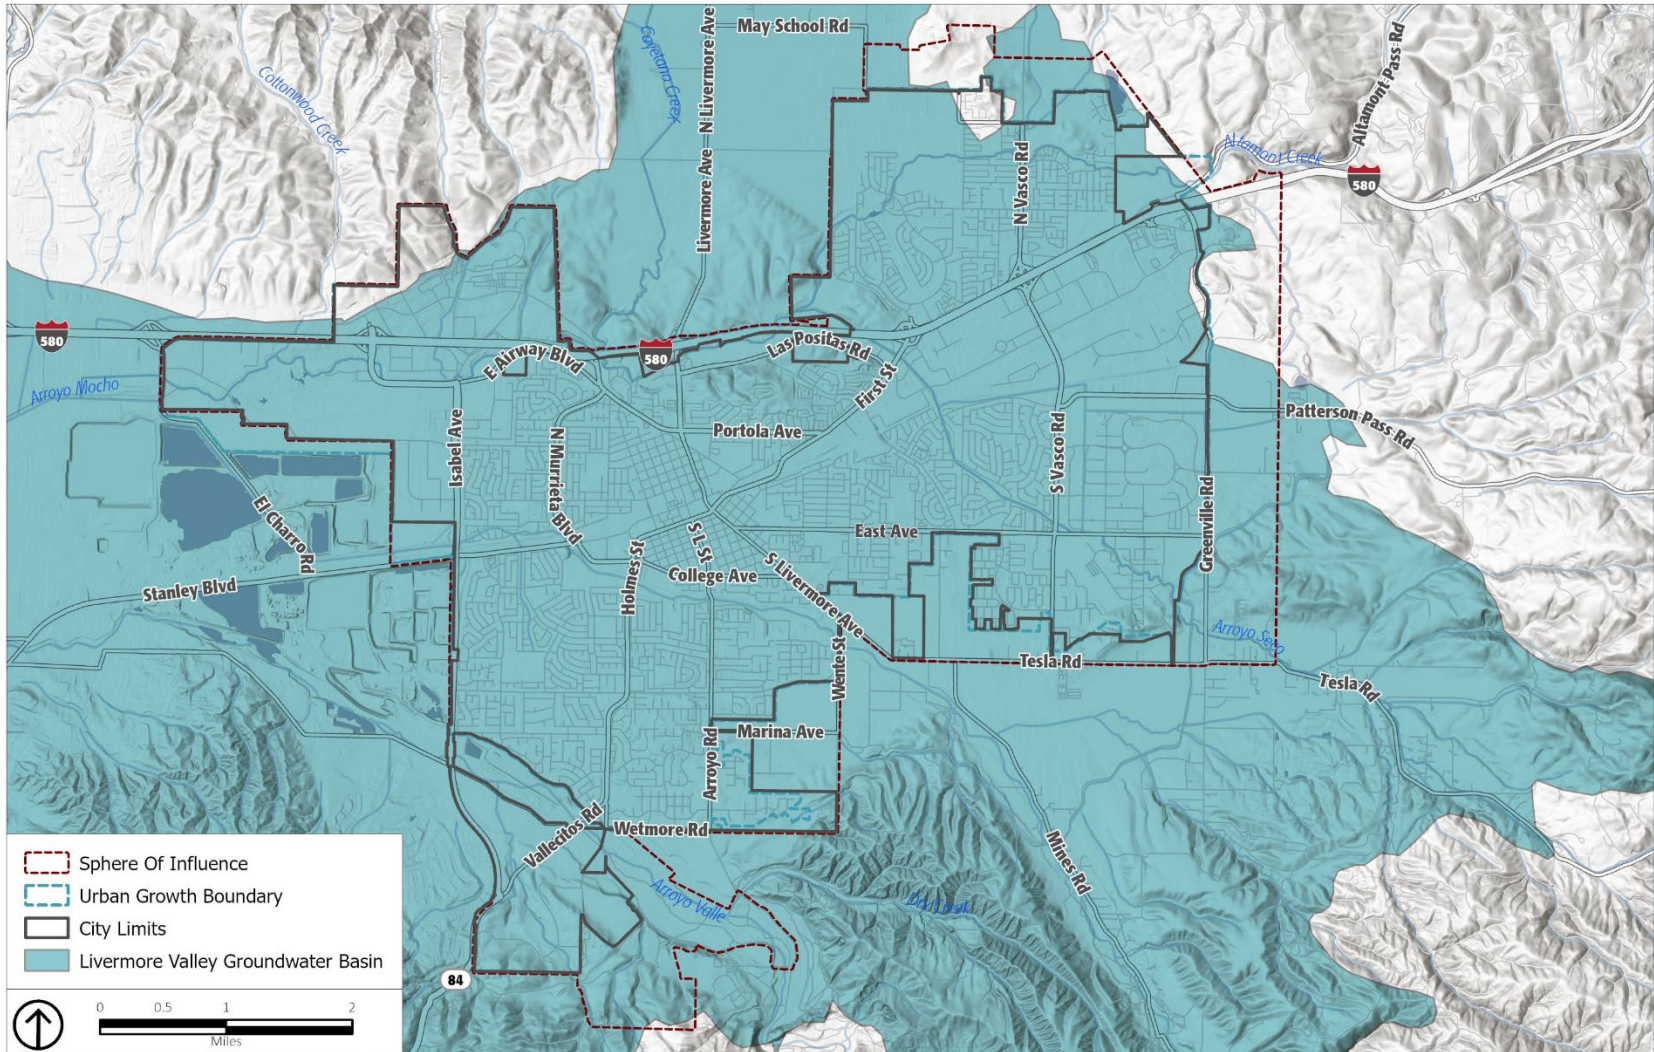 May School Rd
N Livermore Ave
Livermore Ave
Cayetano Creek
Cottonwood Creek
Altamont Pass Rd
Altamont Creek
580
N Vasco Rd
580
580
Las Positas Rd
E Airway Blvd
First St
Arroyo Mocho
Isabel Ave
N Murrieta Blvd
Portola Ave
S Vasco Rd
Patterson Pass Rd
El Charro Rd
Greenville Rd
East Ave
S L St
S Livermore Ave
College Ave
Holmes St
Stanley Blvd
Arroyo Seco
Tesla Rd
Wente St
Tesla Rd
Marina Ave
Arroyo Rd
Wetmore Rd
Vallecitos Rd
Mines Rd
Arroyo Valle
Dry Creek
84
Sphere Of Influence
Urban Growth Boundary
City Limits
Livermore Valley Groundwater Basin
0 0.5 1 2
Miles